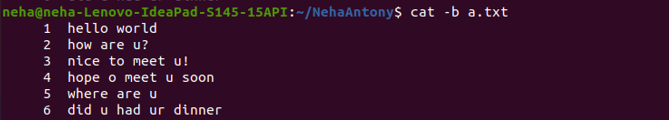 neha@neha-Lenovo-IdeaPad-S145-15API:~/NehaAntony$ cat -b a.txt
1 hello world
2 how are u?
3 nice to meet u!
4 hope o meet u soon
5 where are u
6 did u had ur dinner